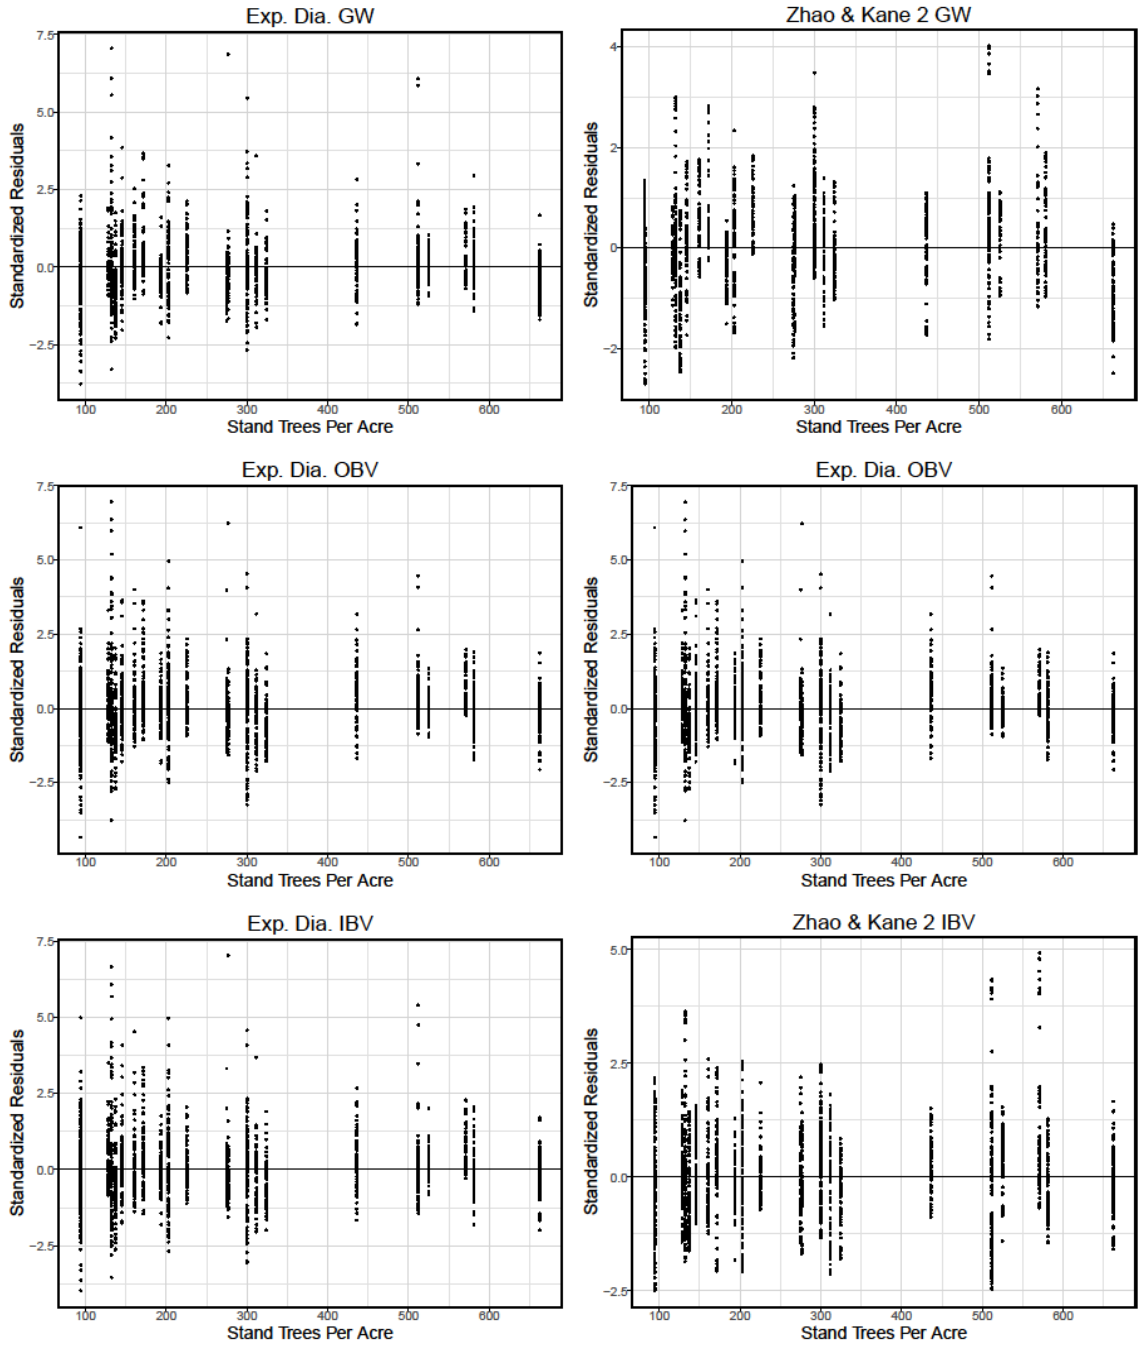 Exp. Dia. GW
Zhao & Kane 2 GW
7.5
5.0
2.5
0.0
−2.5
Standardized Residuals
100 200 300 400 500 600
Stand Trees Per Acre
4
2
0
−2
Standardized Residuals
100 200 300 400 500 600
Stand Trees Per Acre
Exp. Dia. OBV
Exp. Dia. OBV
7.5
5.0
2.5
0.0
−2.5
Standardized Residuals
100 200 300 400 500 600
Stand Trees Per Acre
7.5
5.0
2.5
0.0
−2.5
Standardized Residuals
100 200 300 400 500 600
Stand Trees Per Acre
Exp. Dia. IBV
Zhao & Kane 2 IBV
7.5
5.0
2.5
0.0
−2.5
Standardized Residuals
100 200 300 400 500 600
Stand Trees Per Acre
5.0
2.5
0.0
−2.5
Standardized Residuals
100 200 300 400 500 600
Stand Trees Per Acre